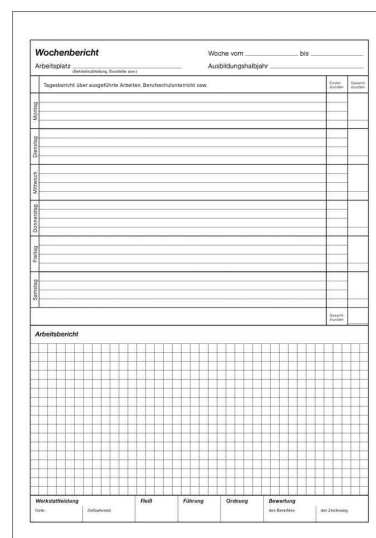 Wochenbericht Woche vom bis
Arbeitsplatz Ausbildungshalbjahr
(Betriebsabteilung, Baustelle usw.)
Tagesbericht über ausgeführte Arbeiten, Berufsschulunterricht usw. Einzel- Gesamt-
stunden stunden
Montag
Dienstag
Mittwoch
Donnerstag
Freitag
Samstag
Gesamt-
stunden
Arbeitsbericht
Werkstattleistung Fleiß Führung Ordnung Bewertung
Note Zeitaufwand des Berichtes der Zeichnung